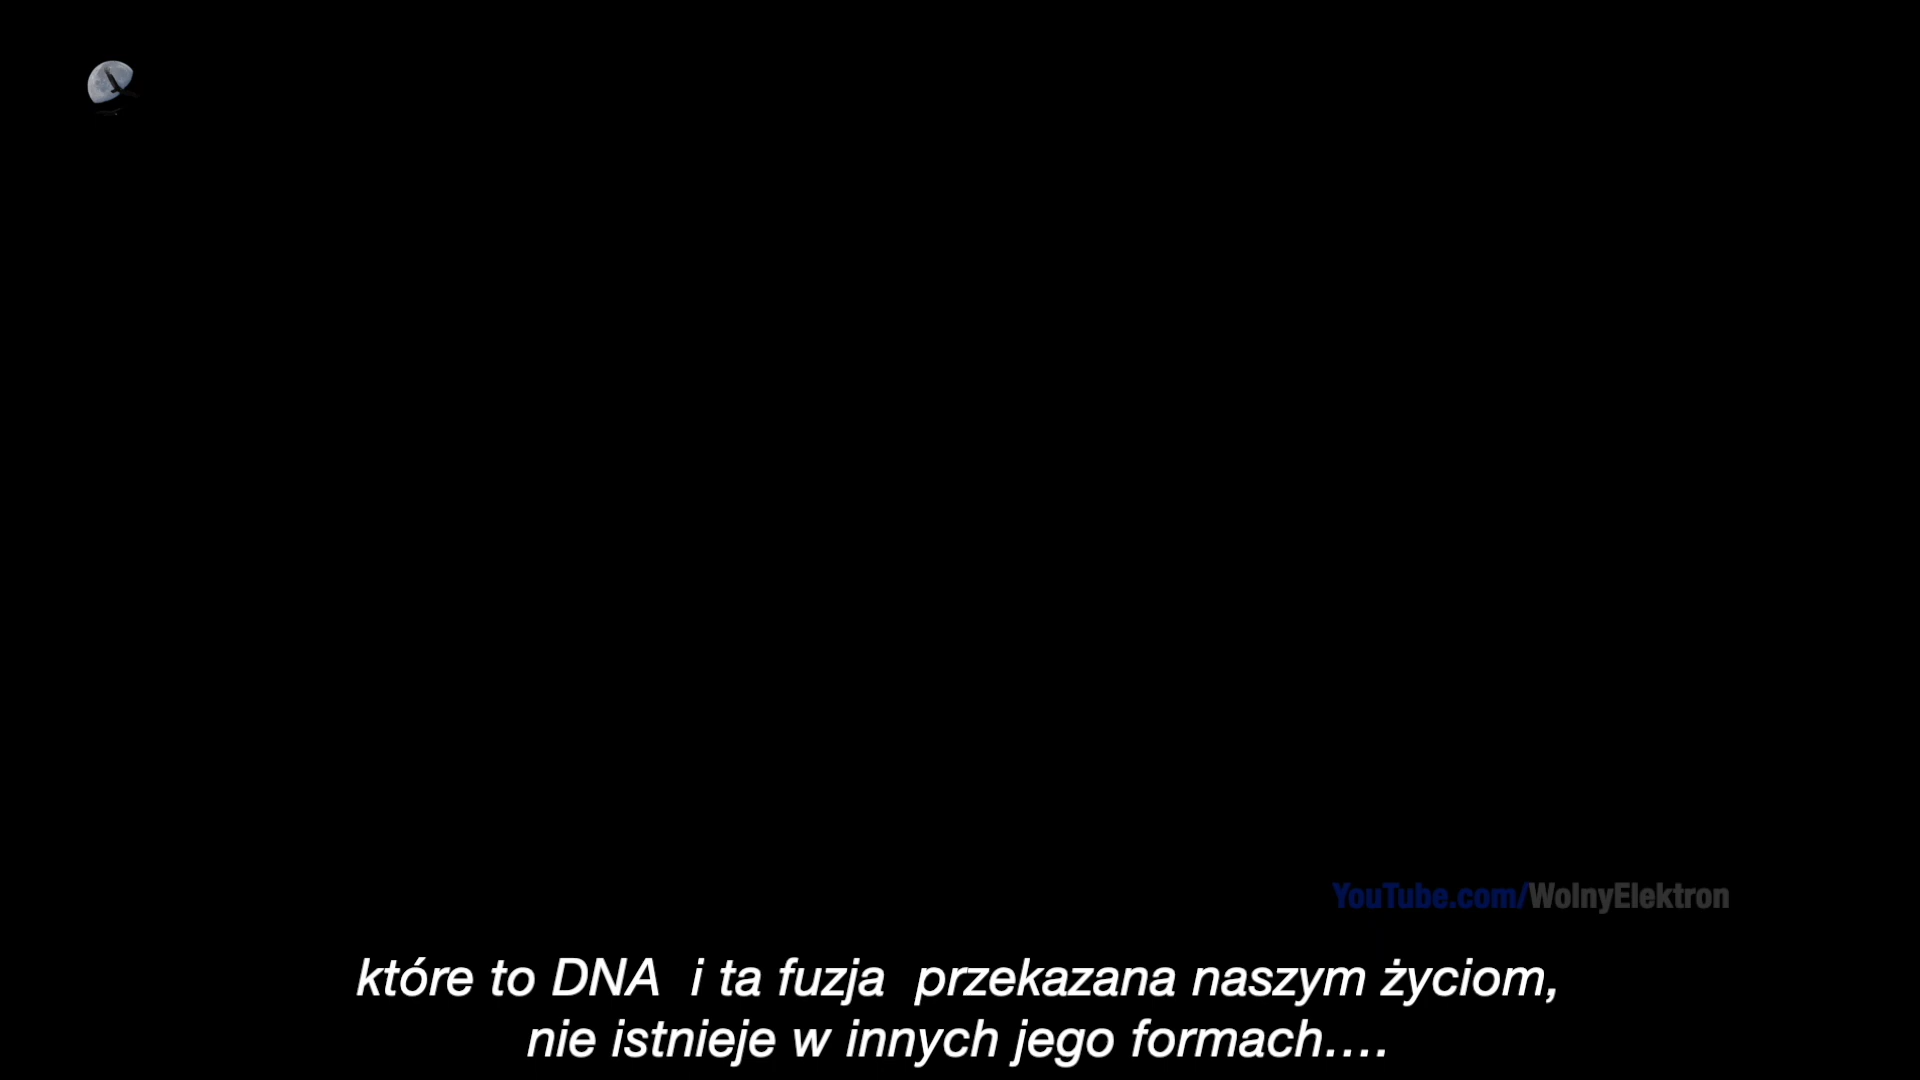 YouTube.com/WolnyElektron
które to DNA i ta fuzja przekazana naszym życiom,
nie istnieje w innych jego formach....